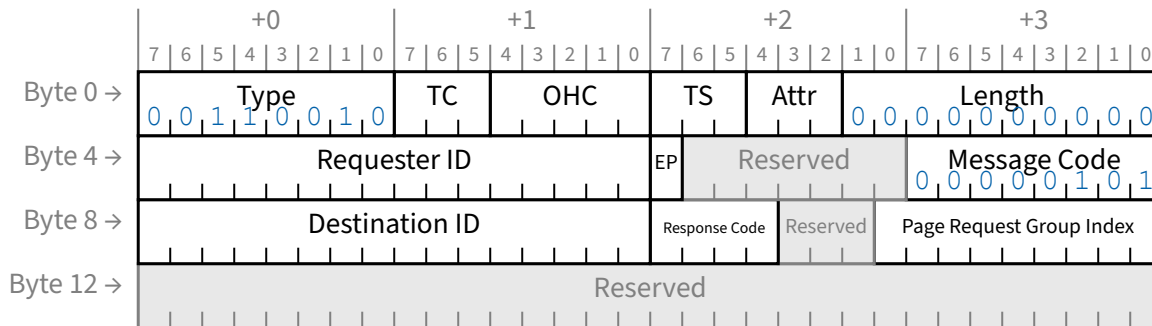 +0 +1 +2 +3
7 6 5 4 3 2 1 0 7 6 5 4 3 2 1 0 7 6 5 4 3 2 1 0 7 6 5 4 3 2 1 0
Byte 0 → Type TC OHC TS Attr Length
0 0 1 1 0 0 1 0 0 0 0 0 0 0 0 0 0 0
Byte 4 → Requester ID EP Reserved Message Code
0 0 0 0 0 1 0 1
Byte 8 → Destination ID Response Code Reserved Page Request Group Index
Byte 12 → Reserved